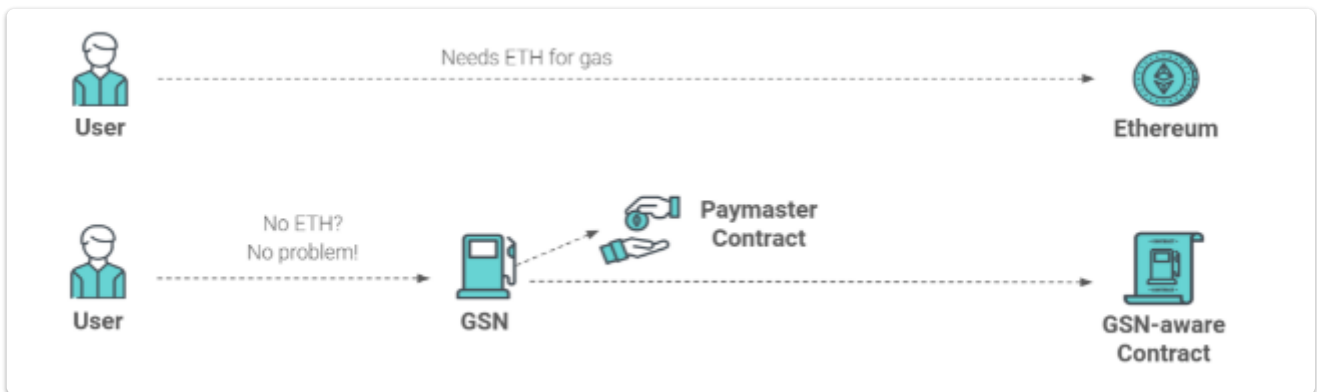 Needs ETH for gas
User
Ethereum
No ETH?
No problem!
Paymaster
Contract
User
GSN
GSN-aware
Contract